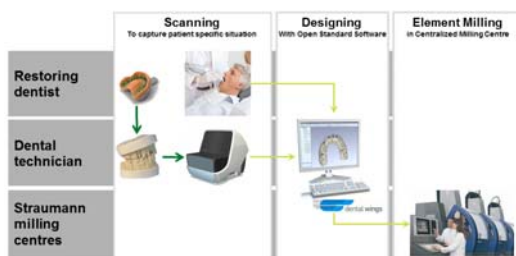 Scanning
To capture patient specific situation
Designing
With Open Standard Software
Element Milling
in Centralized Milling Centre
Restoring
dentist
Dental
technician
dental wings
Straumann
milling
centres